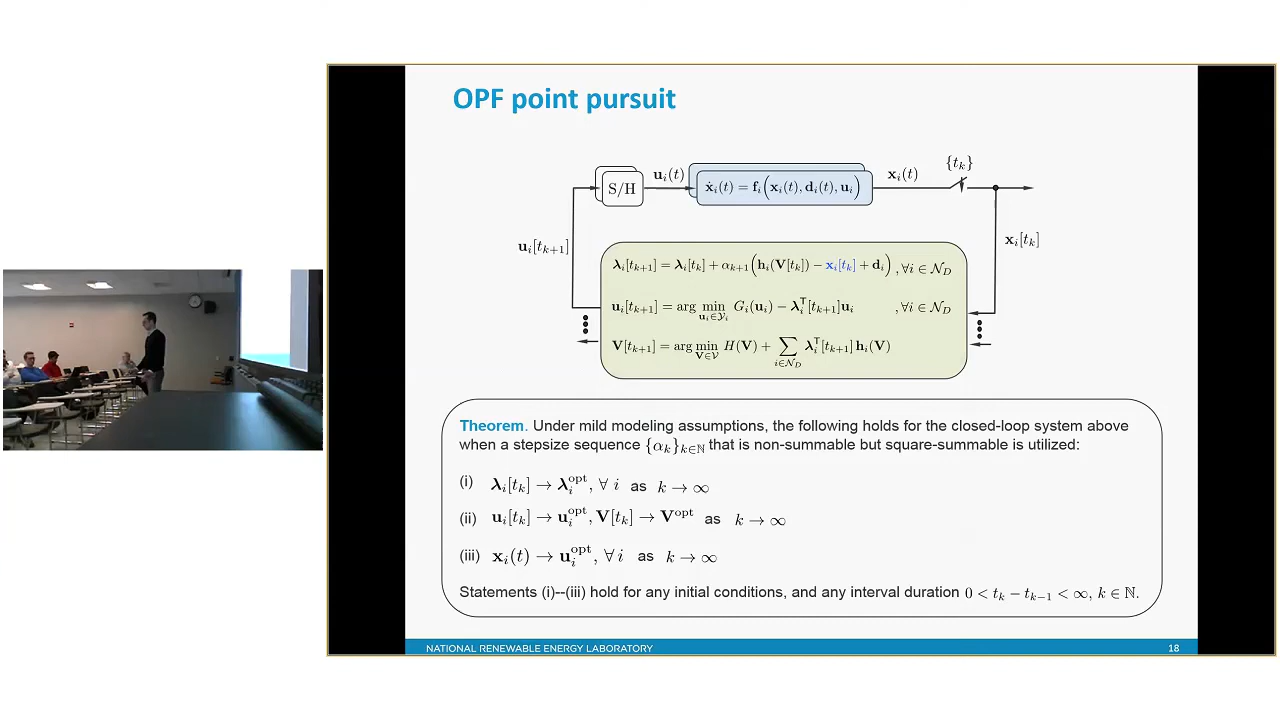 OPF point pursuit
{t_k}
u_i(t)
x_i(t)
S/H
ẋ_i(t) = f_i(x_i(t), d_i(t), u_i)
u_i[t_{k+1}]
x_i[t_k]
λ_i[t_{k+1}] = λ_i[t_k] + α_{k+1}(h_i(V[t_k]) − x_i[t_k] + d_i), ∀i ∈ N_D
u_i[t_{k+1}] = arg min_{u_i∈Y_i} G_i(u_i) − λ_i^T[t_{k+1}]u_i , ∀i ∈ N_D
V[t_{k+1}] = arg min_{V∈V} H(V) + ∑_{i∈N_D} λ_i^T[t_{k+1}] h_i(V)
Theorem. Under mild modeling assumptions, the following holds for the closed-loop system above
when a stepsize sequence {α_k}_{k∈ℕ} that is non-summable but square-summable is utilized:
(i) λ_i[t_k] → λ_i^opt, ∀ i as k → ∞
(ii) u_i[t_k] → u_i^opt, V[t_k] → V^opt as k → ∞
(iii) x_i(t) → u_i^opt, ∀ i as k → ∞
Statements (i)--(iii) hold for any initial conditions, and any interval duration 0 < t_k − t_{k−1} < ∞, k ∈ ℕ.
NATIONAL RENEWABLE ENERGY LABORATORY 18